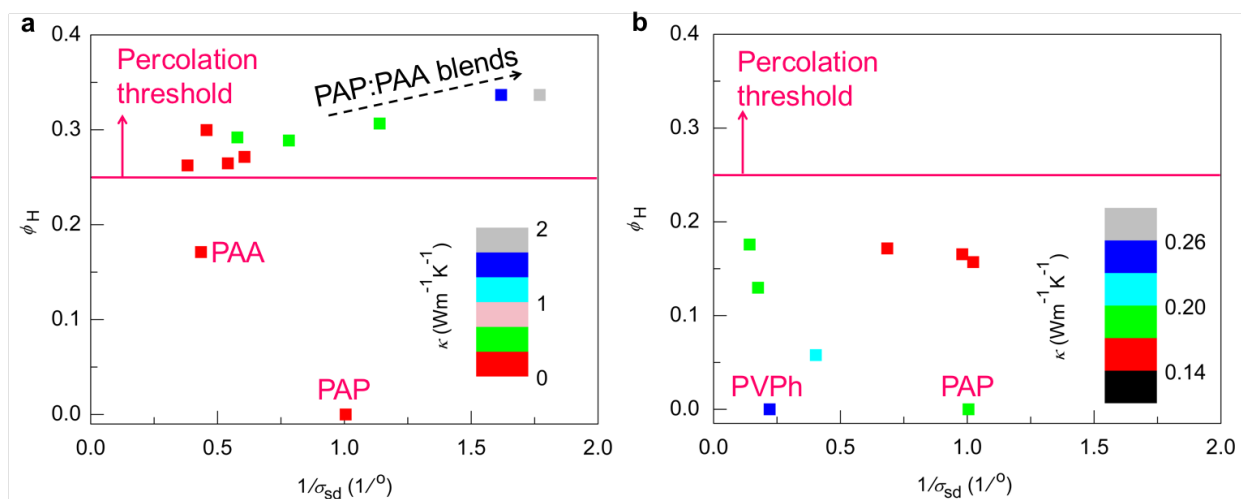 a
0.4
0.3
0.2
0.1
0.0
ϕH
Percolation
threshold
PAP:PAA blends
PAA
PAP
κ (Wm⁻¹K⁻¹)
2
1
0
0.0 0.5 1.0 1.5 2.0
1/σsd (1/°)
b
0.4
0.3
0.2
0.1
0.0
ϕH
Percolation
threshold
PVPh
PAP
κ (Wm⁻¹K⁻¹)
0.26
0.20
0.14
0.0 0.5 1.0 1.5 2.0
1/σsd (1/°)